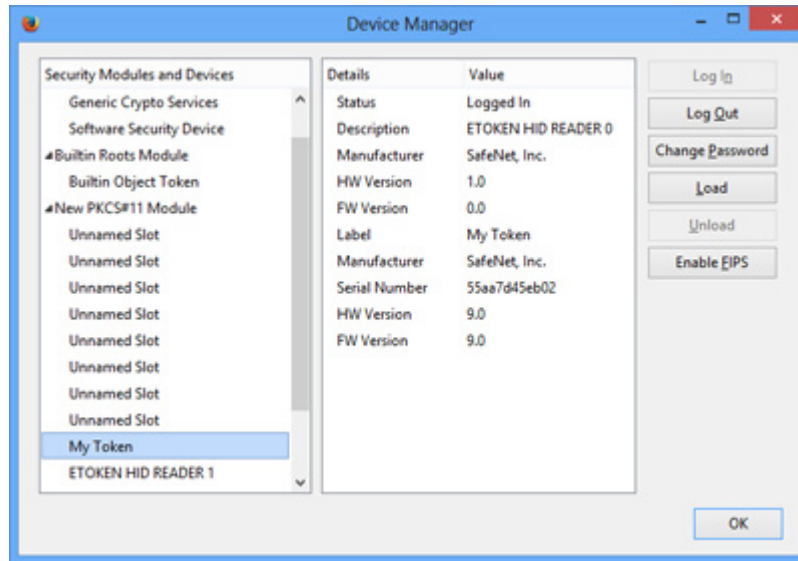 Device Manager
Security Modules and Devices
Generic Crypto Services
Software Security Device
Builtin Roots Module
Builtin Object Token
New PKCS#11 Module
Unnamed Slot
Unnamed Slot
Unnamed Slot
Unnamed Slot
Unnamed Slot
Unnamed Slot
Unnamed Slot
Unnamed Slot
My Token
ETOKEN HID READER 1
Details Value
Status Logged In
Description ETOKEN HID READER 0
Manufacturer SafeNet, Inc.
HW Version 1.0
FW Version 0.0
Label My Token
Manufacturer SafeNet, Inc.
Serial Number 55aa7d45eb02
HW Version 9.0
FW Version 9.0
Log In
Log Out
Change Password
Load
Unload
Enable FIPS
OK